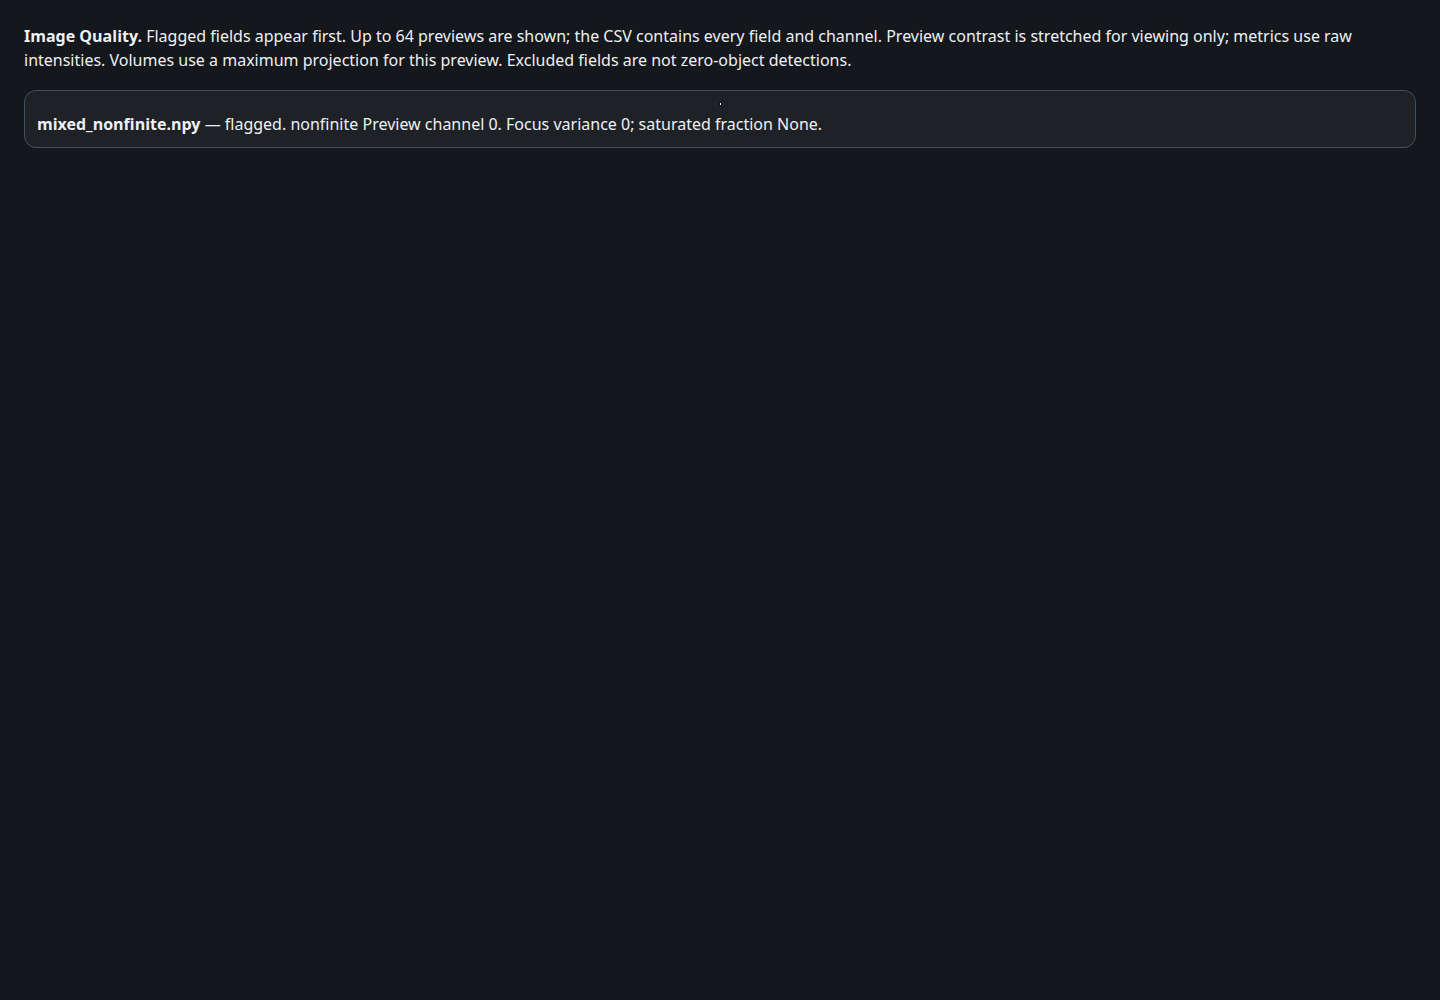 Image Quality. Flagged fields appear first. Up to 64 previews are shown; the CSV contains every field and channel. Preview contrast is stretched for viewing only; metrics use raw
intensities. Volumes use a maximum projection for this preview. Excluded fields are not zero-object detections.
mixed_nonfinite.npy — flagged. nonfinite Preview channel 0. Focus variance 0; saturated fraction None.